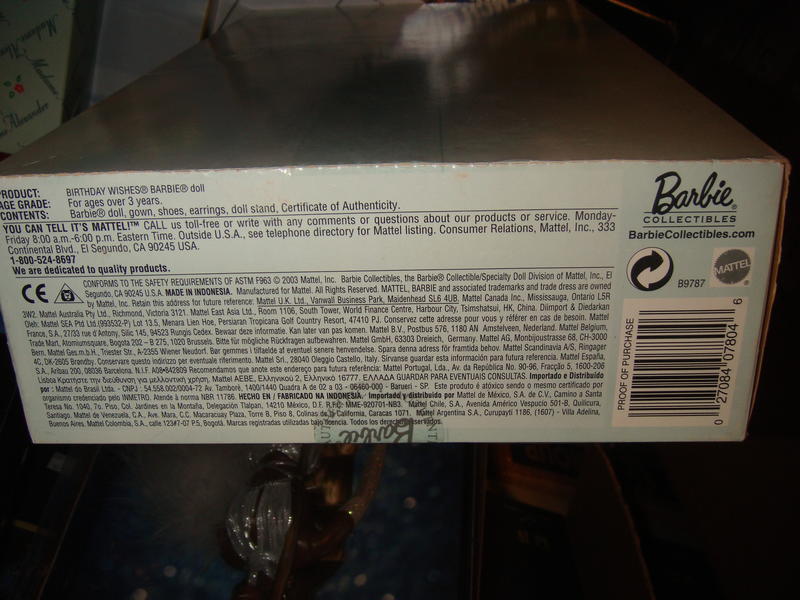 Madame Alexander
PRODUCT: BIRTHDAY WISHES® BARBIE® doll
AGE GRADE: For ages over 3 years.
CONTENTS: Barbie® doll, gown, shoes, earrings, doll stand, Certificate of Authenticity.
YOU CAN TELL IT'S MATTEL!™ CALL us toll-free or write with any comments or questions about our products or service. Monday-
Friday 8:00 a.m.-6:00 p.m. Eastern Time. Outside U.S.A., see telephone directory for Mattel listing. Consumer Relations, Mattel, Inc., 333
Continental Blvd., El Segundo, CA 90245 USA.
1-800-524-8697
We are dedicated to quality products.
CE CONFORMS TO THE SAFETY REQUIREMENTS OF ASTM F963 © 2003 Mattel, Inc. Barbie Collectibles, the Barbie® Collectible/Specialty Doll Division of Mattel, Inc., El
Segundo, CA 90245 U.S.A. MADE IN INDONESIA. Manufactured for Mattel. All Rights Reserved. MATTEL, BARBIE and associated trademarks and trade dress are owned
by Mattel, Inc. Retain this address for future reference: Mattel U.K. Ltd., Vanwall Business Park, Maidenhead SL6 4UB. Mattel Canada Inc., Mississauga, Ontario L5R
3W2. Mattel Australia Pty Ltd., Richmond, Victoria 3121. Mattel East Asia Ltd., Room 1106, South Tower, World Finance Centre, Harbour City, Tsimshatsui, HK, China. Diimport & Diedarkan
Oleh: Mattel SEA Ptd Ltd.(993532-P) Lot 13.5, Menara Lien Hoe, Persiaran Tropicana Golf Country Resort, 47410 PJ. Conservez cette adresse pour vous y référer en cas de besoin. Mattel
France, S.A., 27/33 rue d'Antony, Silic 145, 94523 Rungis Cedex. Bewaar deze informatie. Kan later van pas komen. Mattel B.V., Postbus 576, 1180 AN Amstelveen, Nederland. Mattel Belgium,
Trade Mart, Atomiumsquare, Bogota 202 - B 275, 1020 Brussels. Bitte für mögliche Rückfragen aufbewahren. Mattel GmbH, 63303 Dreieich, Germany. Mattel AG, Monbijoustrasse 68, CH-3000
Bern. Mattel Ges.m.b.H., Triester Str., A-2355 Wiener Neudorf. Bør gemmes i tilfælde af eventuel senere henvendelse. Spara denna adress för framtida behov. Mattel Scandinavia A/S, Ringager
4C, DK-2605 Brøndby. Conservare questo indirizzo per eventuale riferimento. Mattel Srl., 28040 Oleggio Castello, Italy. Sírvanse guardar esta información para referencia. Mattel España,
S.A., Aribau 200, 08036 Barcelona. N.I.F. A08-842809 Recomendamos que anote este endereço para futura referência: Mattel Portugal, Lda., Av. da República No. 90-96, Fracção 5, 1600-206
Lisboa Κρατήστε την διεύθυνση για μελλοντική χρήση, Mattel AEBE, Ελληνικού 2, Ελληνικό 16777. ΕΛΛΑΔΑ GUARDAR PARA EVENTUAIS CONSULTAS. Importado e Distribuído
por : Mattel do Brasil Ltda. - CNPJ : 54.558.002/0004-72 Av. Tamboré, 1400/1440 Quadra A de 02 a 03 - 06460-000 - Barueri - SP. Este produto é atóxico sendo o mesmo certificado por
organismo credenciado pelo INMETRO. Atende à norma NBR 11786. HECHO EN / FABRICADO NA INDONESIA. Importado y distribuido por Mattel de México, S.A. de C.V., Camino a Santa
Teresa No. 1040, 7o. Piso, Col. Jardines en la Montaña, Delegación Tlalpan, 14210 México, D.F. R.F.C. MME-920701-NB3. Mattel Chile, S.A., Avenida Américo Vespucio 501-B, Quilicura,
Santiago. Mattel de Venezuela, C.A., Ave. Mara, C.C. Macaracuay Plaza, Torre B, Piso 8, Colinas de la California, Caracas 1071. Mattel Argentina S.A., Curupaytí 1186, (1607) - Villa Adelina,
Buenos Aires. Mattel Colombia, S.A., calle 123#7-07 P.5, Bogotá. Marcas registradas utilizadas bajo licencia. Todos los derechos reservados.
Barbie
Barbie®
COLLECTIBLES
BarbieCollectibles.com
MATTEL
B9787
PROOF OF PURCHASE
0 27084 07804 6